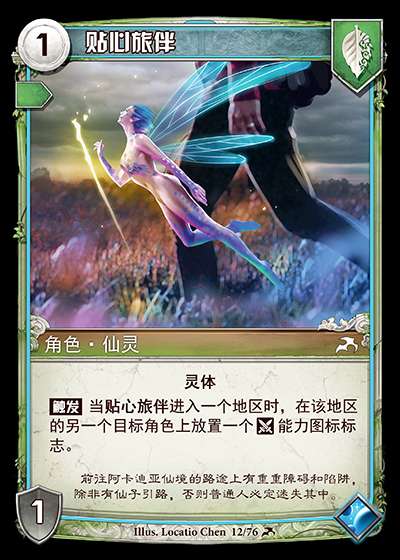 1
贴心旅伴
角色·仙灵
灵体
触发 当贴心旅伴进入一个地区时，在该地区
的另一个目标角色上放置一个 能力图标标
志。
前往阿卡迪亚仙境的路途上有重重障碍和陷阱，
除非有仙子引路，否则普通人必定迷失其中。
1
Illus. Locatio Chen 12/76